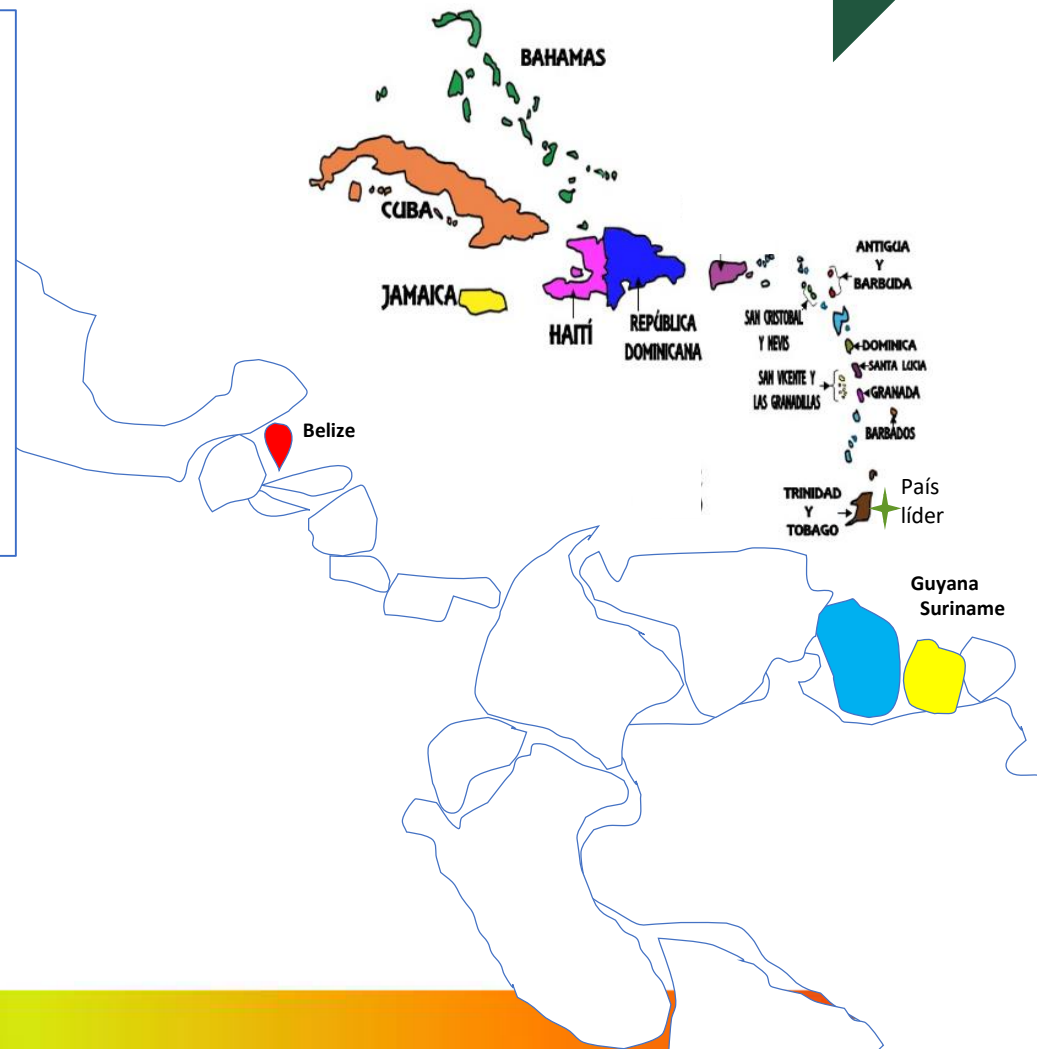 BAHAMAS
CUBA
JAMAICA
HAITÍ
REPÚBLICA
DOMINICANA
ANTIGUA
Y
BARBUDA
SAN CRISTOBAL
Y NEVIS
DOMINICA
SANTA LUCIA
SAN VICENTE Y
LAS GRANADILLAS
GRANADA
BARBADOS
Belize
TRINIDAD
Y
TOBAGO
País
líder
Guyana
Suriname